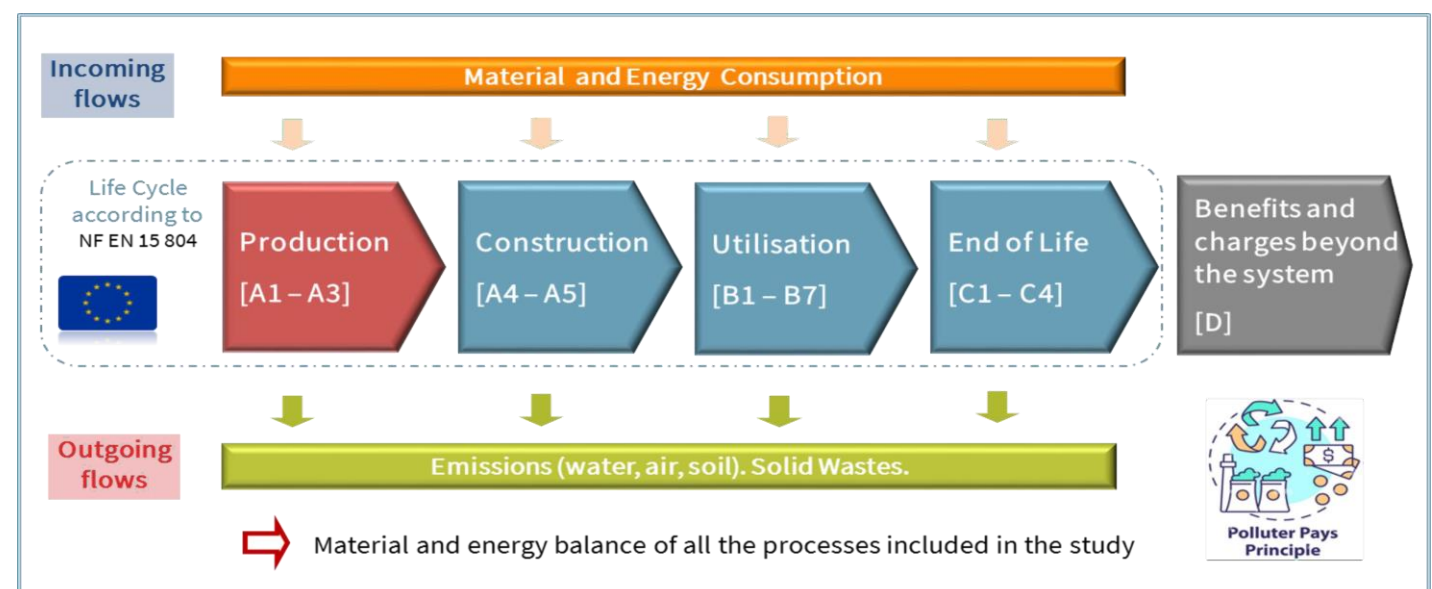 Incoming
flows
Material and Energy Consumption
Life Cycle
according to
NF EN 15 804
Production
[A1 – A3]
Construction
[A4 – A5]
Utilisation
[B1 – B7]
End of Life
[C1 – C4]
Benefits and
charges beyond
the system
[D]
Outgoing
flows
Emissions (water, air, soil). Solid Wastes.
$
Polluter Pays
Principle
Material and energy balance of all the processes included in the study